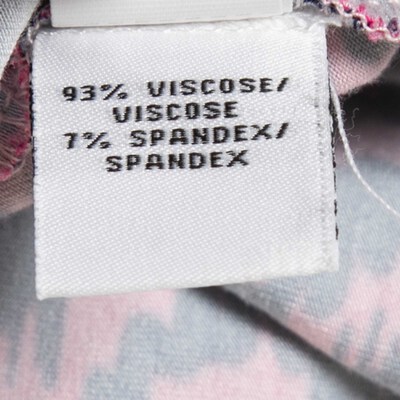 93% VISCOSE/
VISCOSE
7% SPANDEX/
SPANDEX